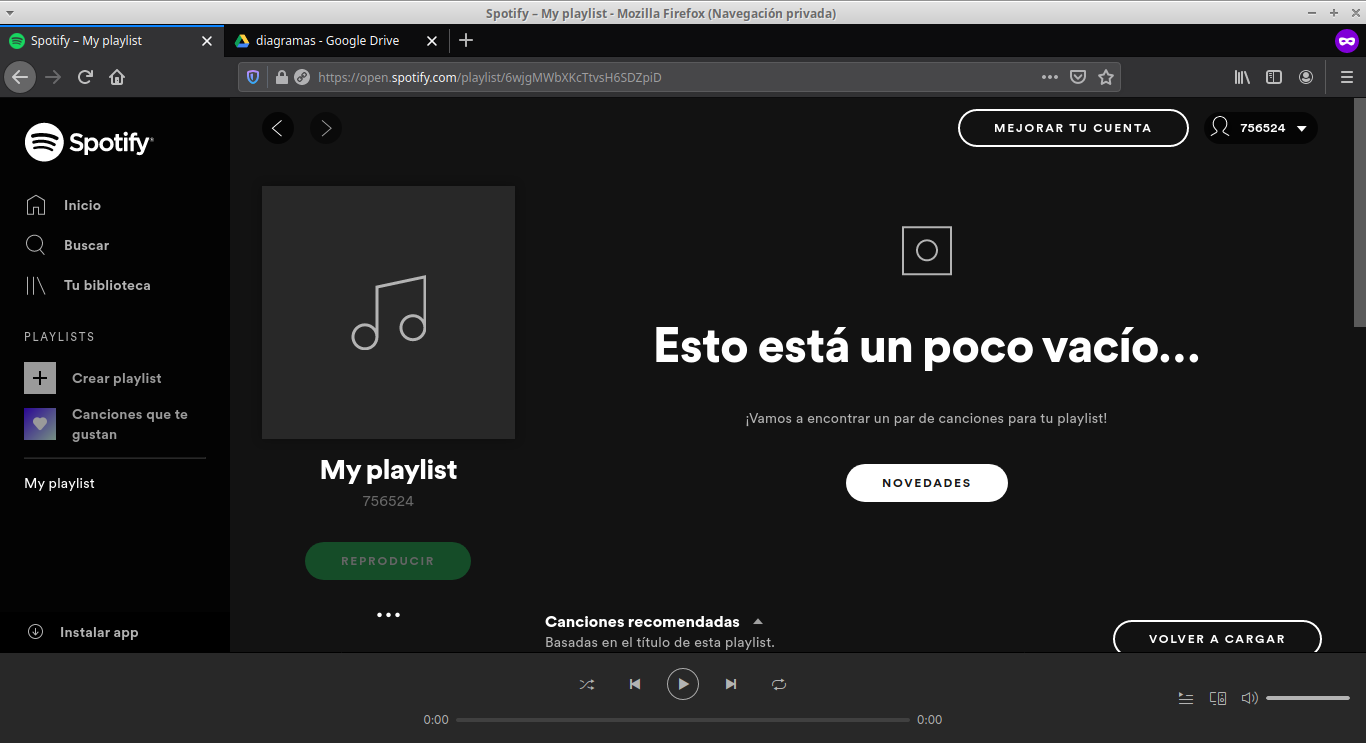 Spotify – My playlist - Mozilla Firefox (Navegación privada)
Spotify – My playlist
diagramas - Google Drive
https://open.spotify.com/playlist/6wjgMWbXKcTtvsH6SDZpiD
Spotify
MEJORAR TU CUENTA
756524
Inicio
Buscar
Tu biblioteca
PLAYLISTS
Crear playlist
Canciones que te
gustan
My playlist
Instalar app
My playlist
756524
REPRODUCIR
Esto está un poco vacío...
¡Vamos a encontrar un par de canciones para tu playlist!
NOVEDADES
Canciones recomendadas
Basadas en el título de esta playlist.
VOLVER A CARGAR
0:00
0:00